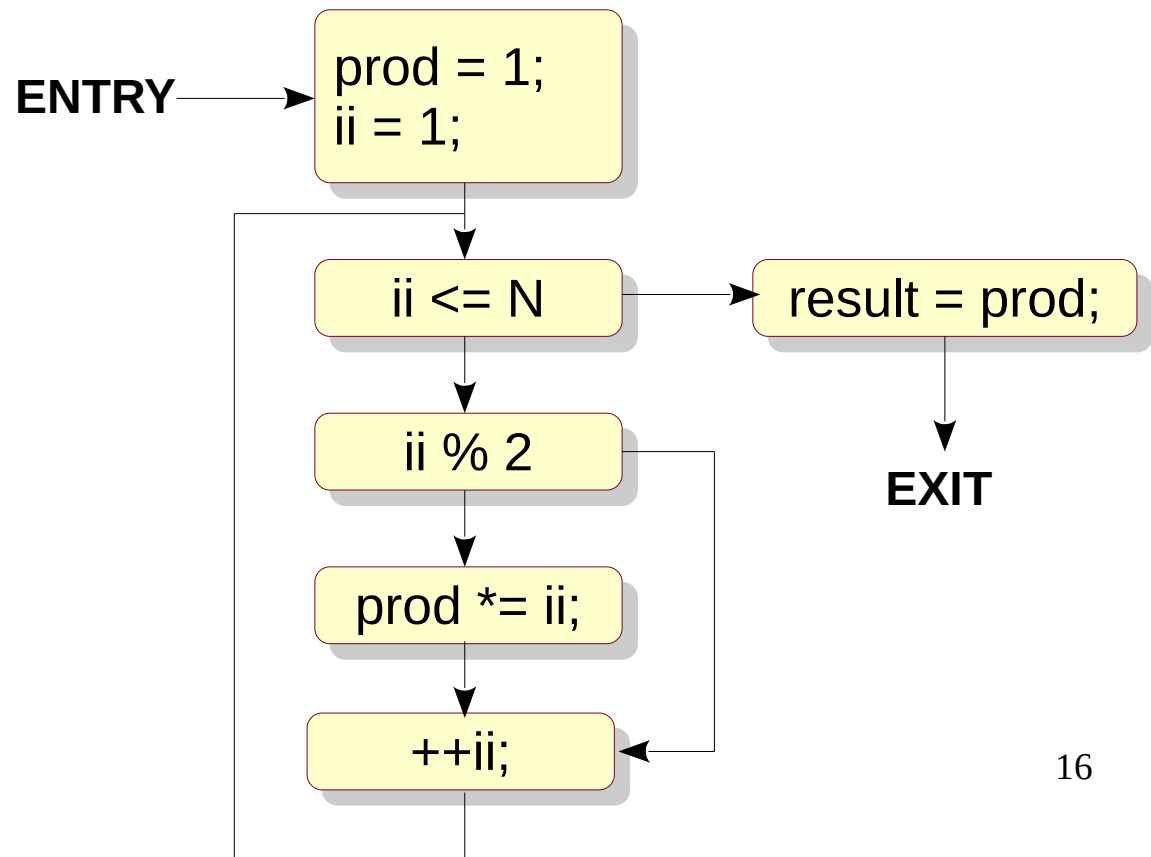 ENTRY
prod = 1;
ii = 1;
ii <= N
result = prod;
ii % 2
EXIT
prod *= ii;
++ii;
16